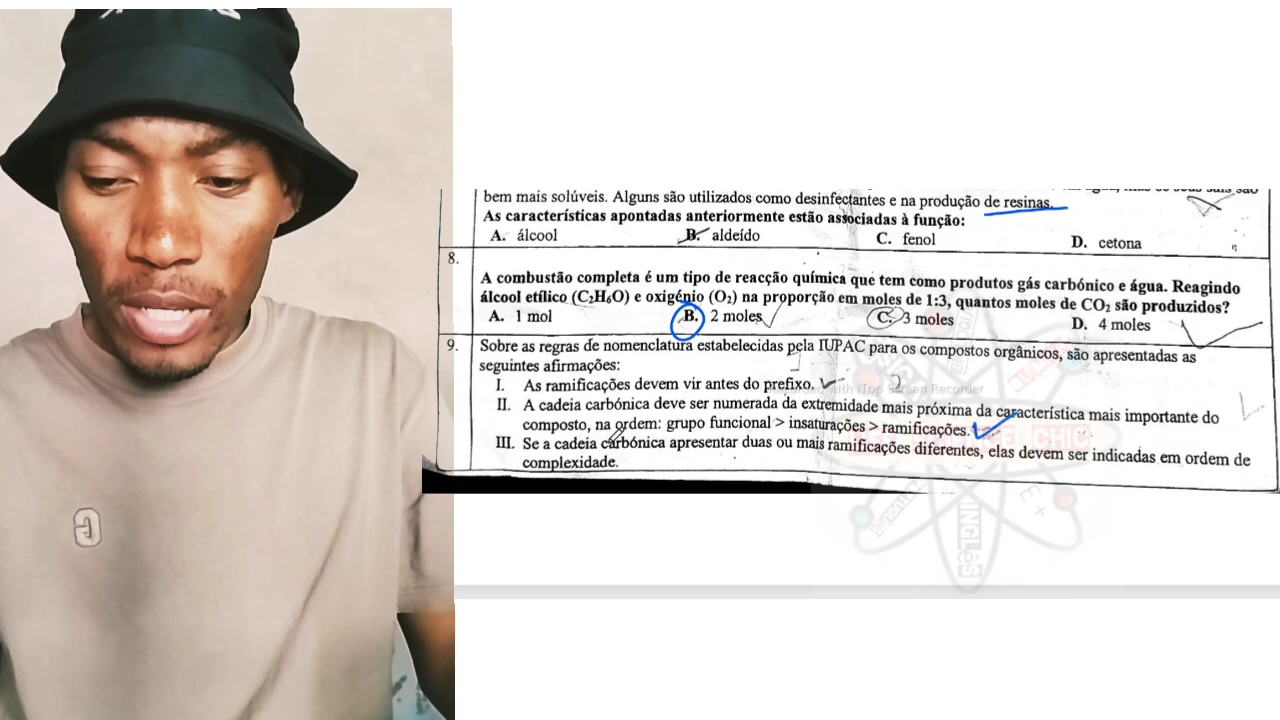 bem mais solúveis. Alguns são utilizados como desinfectantes e na produção de resinas.
As características apontadas anteriormente estão associadas à função:
A. álcool B. aldeído C. fenol D. cetona
8.
A combustão completa é um tipo de reacção química que tem como produtos gás carbónico e água. Reagindo
álcool etílico (C₂H₆O) e oxigénio (O₂) na proporção em moles de 1:3, quantos moles de CO₂ são produzidos?
A. 1 mol B. 2 moles C. 3 moles D. 4 moles
9. Sobre as regras de nomenclatura estabelecidas pela IUPAC para os compostos orgânicos, são apresentadas as
seguintes afirmações:
I. As ramificações devem vir antes do prefixo.
with iTop Screen Recorder
II. A cadeia carbónica deve ser numerada da extremidade mais próxima da característica mais importante do
composto, na ordem: grupo funcional > insaturações > ramificações.
III. Se a cadeia carbónica apresentar duas ou mais ramificações diferentes, elas devem ser indicadas em ordem de
complexidade.
CHIC
INGLÊS
E+
G